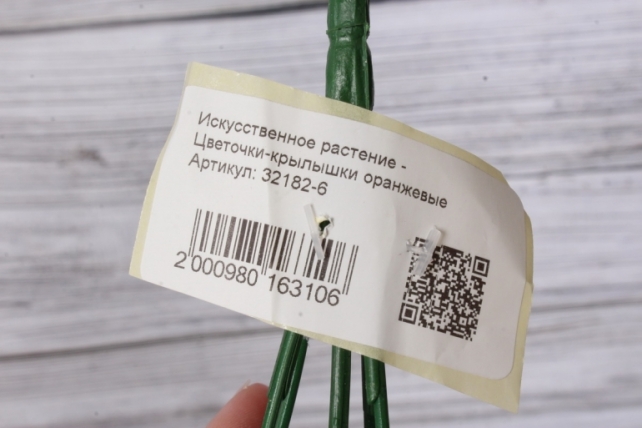 Искусственное растение -
Цветочки-крылышки оранжевые
Артикул: 32182-6
2 000980 163106